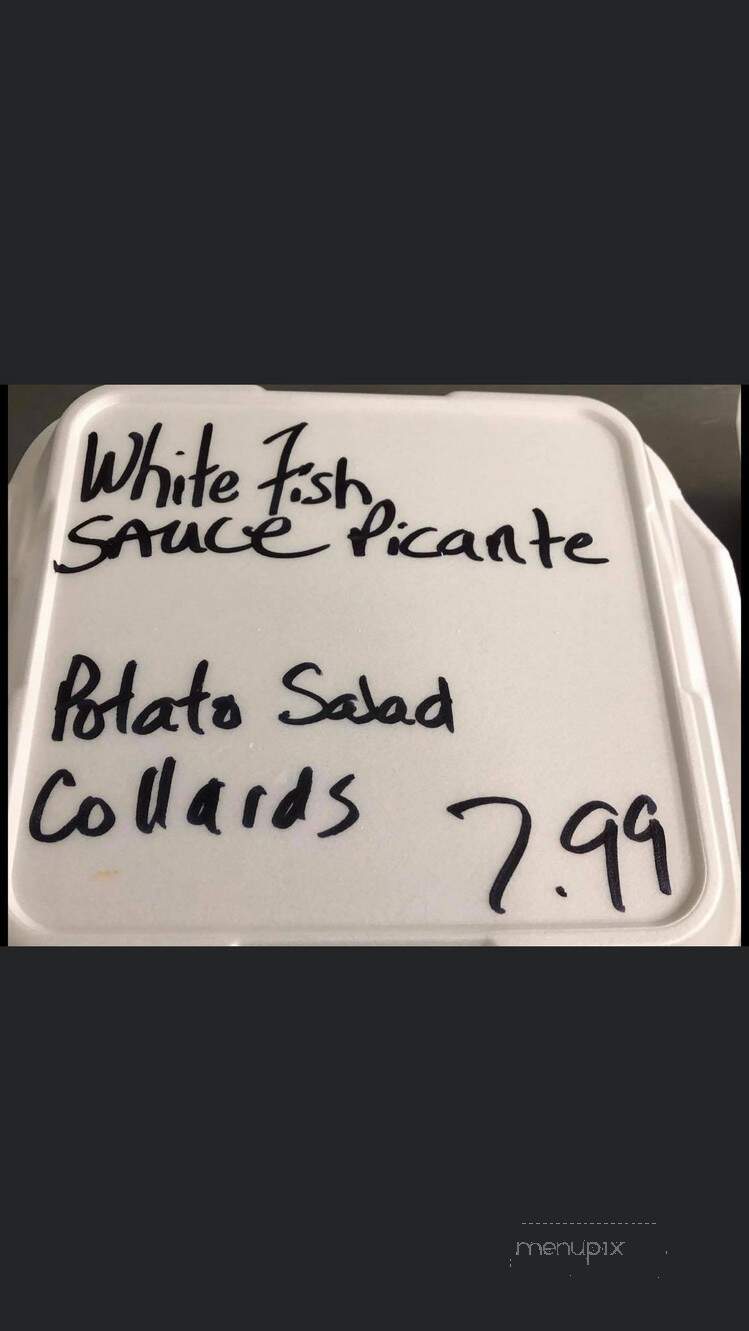 White Fish
SAUCE Picante
Potato Salad
Collards
7.99
menupix